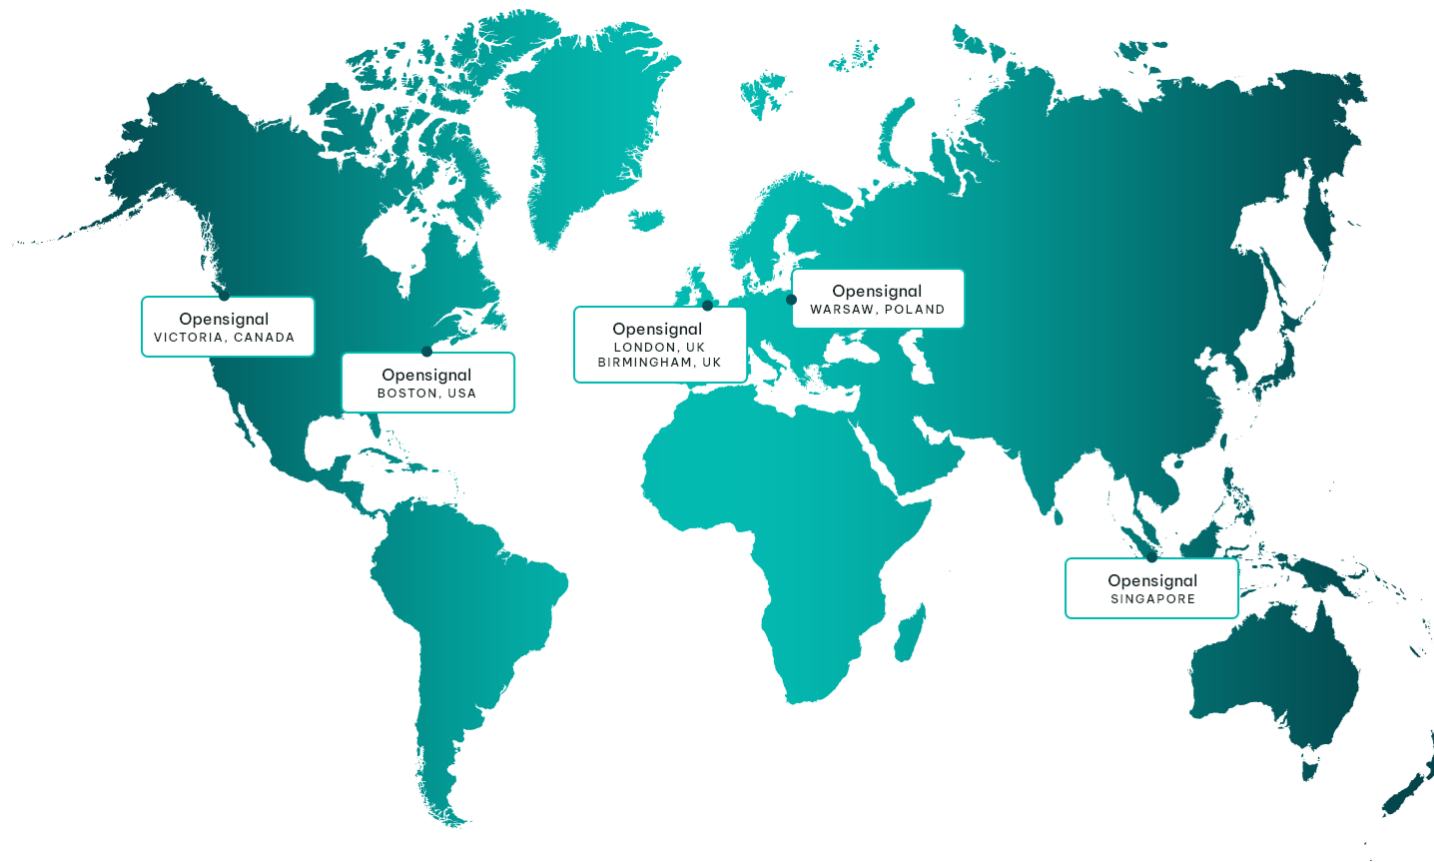 Opensignal
VICTORIA, CANADA
Opensignal
BOSTON, USA
Opensignal
LONDON, UK
BIRMINGHAM, UK
Opensignal
WARSAW, POLAND
Opensignal
SINGAPORE